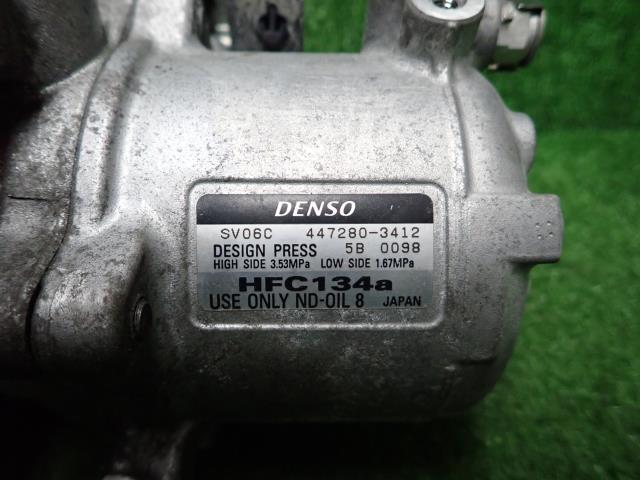 DENSO
SV06C 447280-3412
DESIGN PRESS 5B 0098
HIGH SIDE 3.53MPa LOW SIDE 1.67MPa
HFC134a
USE ONLY ND-OIL 8 JAPAN